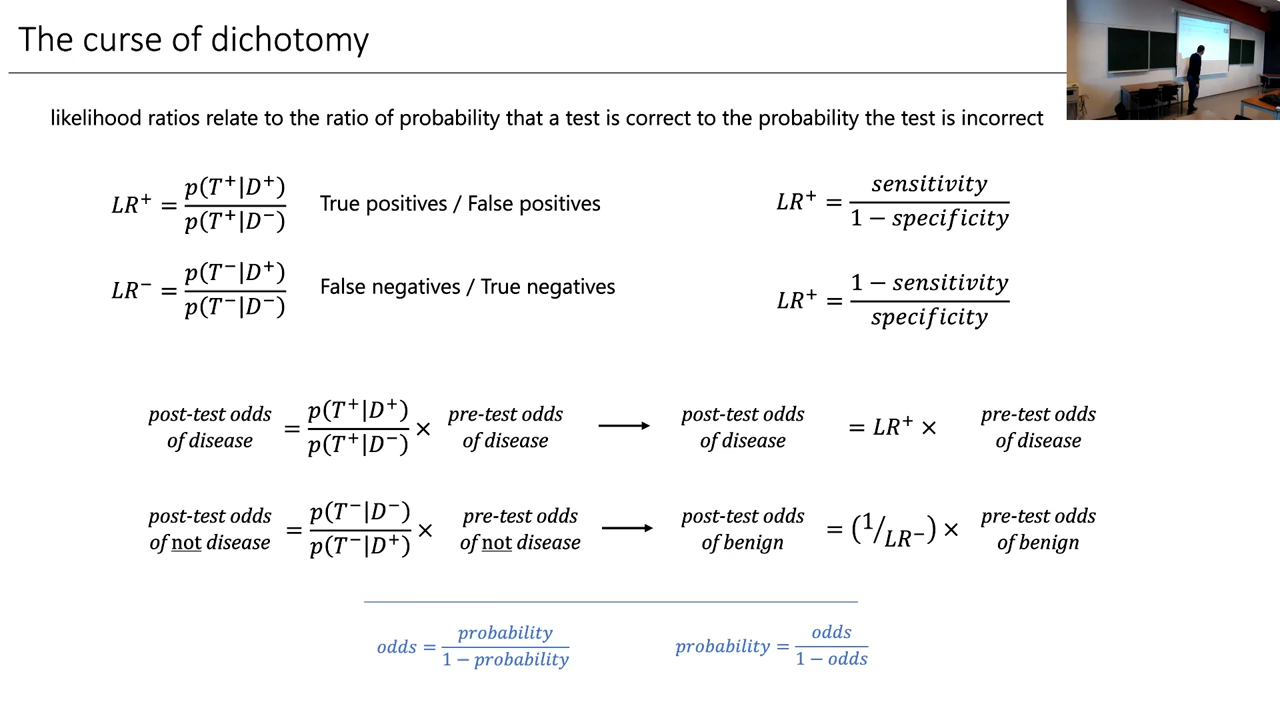 The curse of dichotomy
likelihood ratios relate to the ratio of probability that a test is correct to the probability the test is incorrect
LR⁺ = p(T⁺|D⁺) / p(T⁺|D⁻) True positives / False positives
LR⁺ = sensitivity / 1 − specificity
LR⁻ = p(T⁻|D⁺) / p(T⁻|D⁻) False negatives / True negatives
LR⁺ = 1 − sensitivity / specificity
post-test odds of disease = p(T⁺|D⁺) / p(T⁺|D⁻) × pre-test odds of disease → post-test odds of disease = LR⁺ × pre-test odds of disease
post-test odds of not disease = p(T⁻|D⁻) / p(T⁻|D⁺) × pre-test odds of not disease → post-test odds of benign = (1/LR⁻) × pre-test odds of benign
odds = probability / 1 − probability
probability = odds / 1 − odds